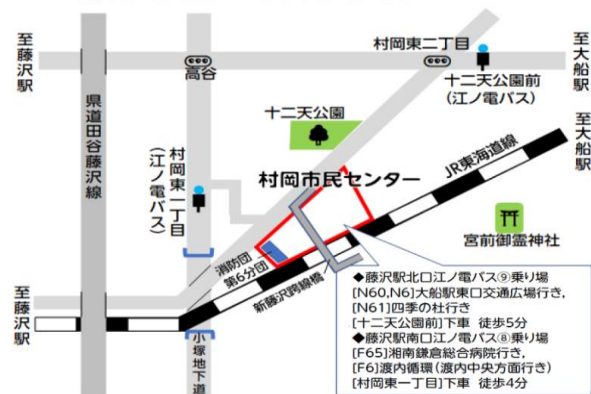 至藤沢駅
高谷
村岡東二丁目
至大船駅
十二天公園前
(江ノ電バス)
県道田谷藤沢線
十二天公園
至大船駅
JR東海道線
村岡東一丁目
(江ノ電バス)
村岡市民センター
宮前御霊神社
消防団
第6分団
新藤沢跨線橋
至藤沢駅
小塚地下道
◆藤沢駅北口江ノ電バス⑨乗り場
[N60,N6]大船駅東口交通広場行き,
[N61]四季の杜行き
[十二天公園前]下車 徒歩5分
◆藤沢駅南口江ノ電バス⑧乗り場
[F65]湘南鎌倉総合病院行き,
[F6]渡内循環(渡内中央方面行き)
[村岡東一丁目]下車 徒歩4分